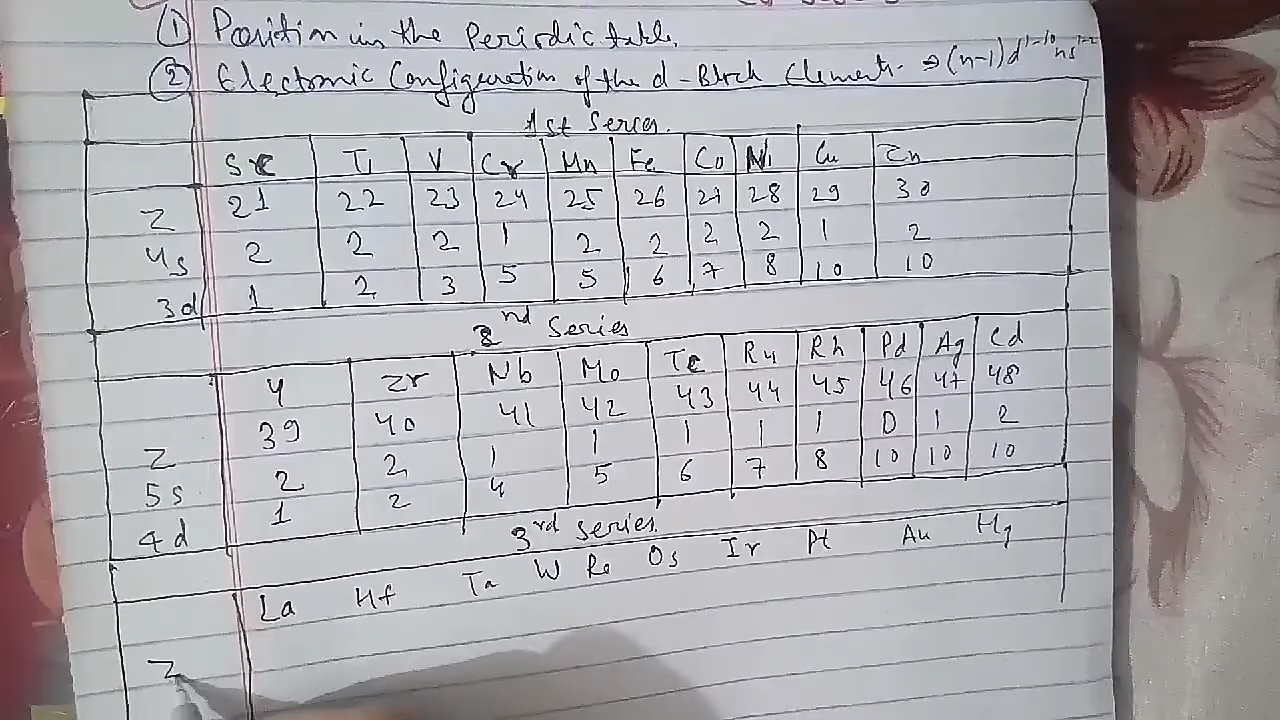 ① Position in the Periodic table.
② Electronic Configuration of the d-Block Elements. → (n-1)d¹⁻¹⁰ ns¹⁻²
1st Series.
Sc Ti V Cr Mn Fe Co Ni Cu Zn
Z 21 22 23 24 25 26 27 28 29 30
4s 2 2 2 1 2 2 2 2 1 2
3d 1 2 3 5 5 6 7 8 10 10
2nd Series
Y Zr Nb Mo Tc Ru Rh Pd Ag Cd
Z 39 40 41 42 43 44 45 46 47 48
5s 2 2 1 1 1 1 1 0 1 2
4d 1 2 4 5 6 7 8 10 10 10
3rd Series.
La Hf Ta W Re Os Ir Pt Au Hg
Z